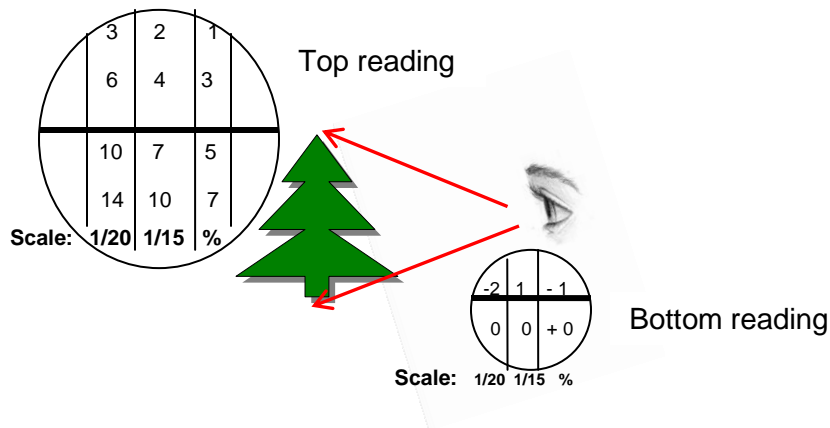 3 2 1
Top reading
6 4 3
10 7 5
14 10 7
Scale: 1/20 1/15 %
-2 1 - 1
0 0 + 0
Bottom reading
Scale: 1/20 1/15 %